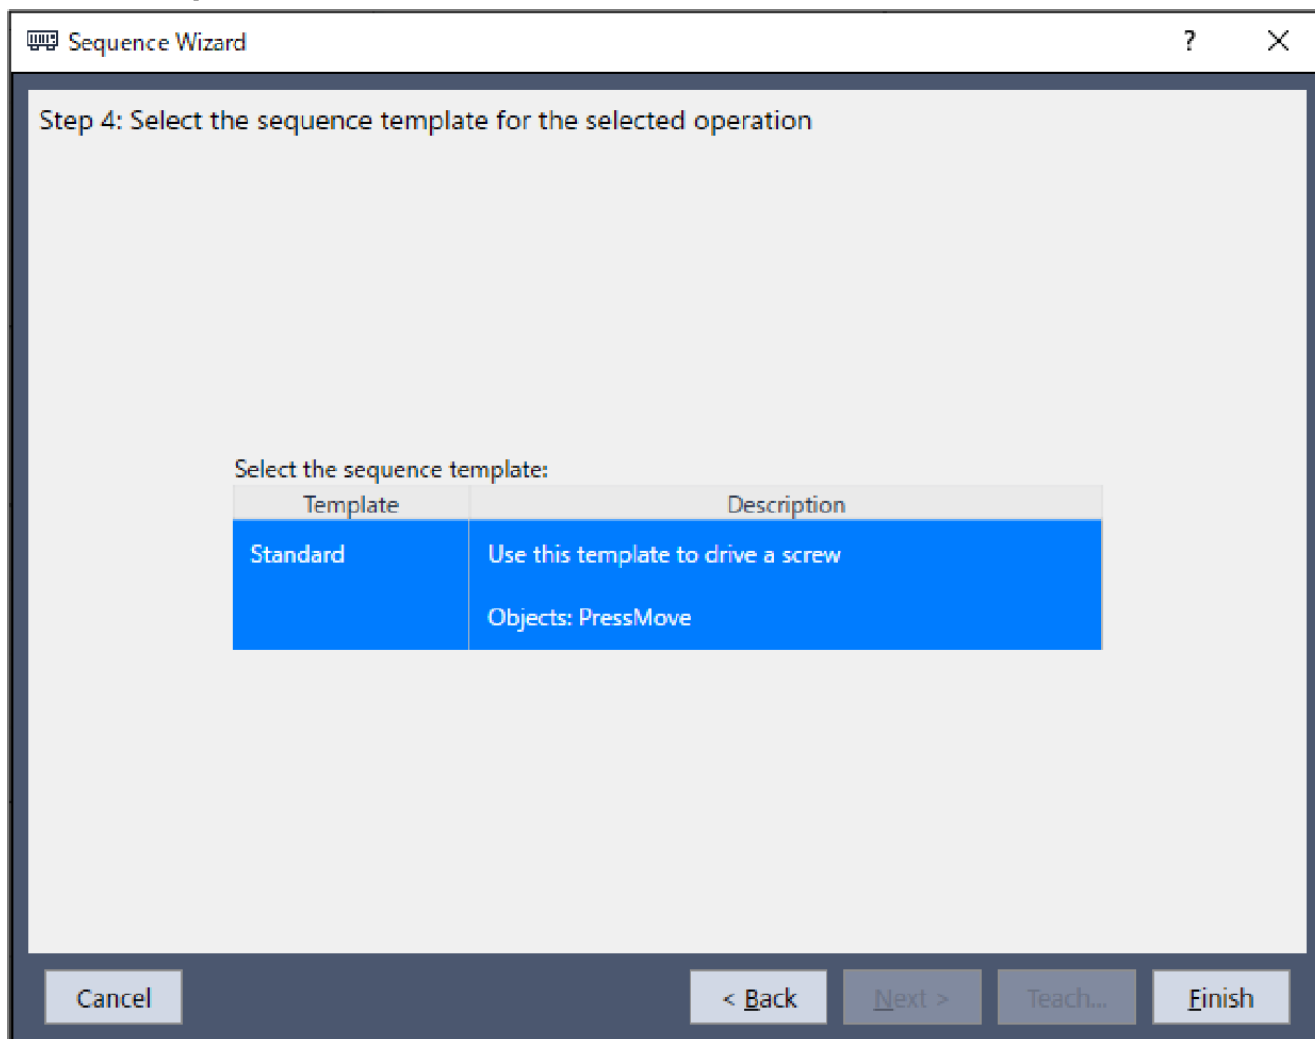 Sequence Wizard
?
Step 4: Select the sequence template for the selected operation
Select the sequence template:
Template Description
Standard Use this template to drive a screw
Objects: PressMove
Cancel < Back Next > Teach... Finish